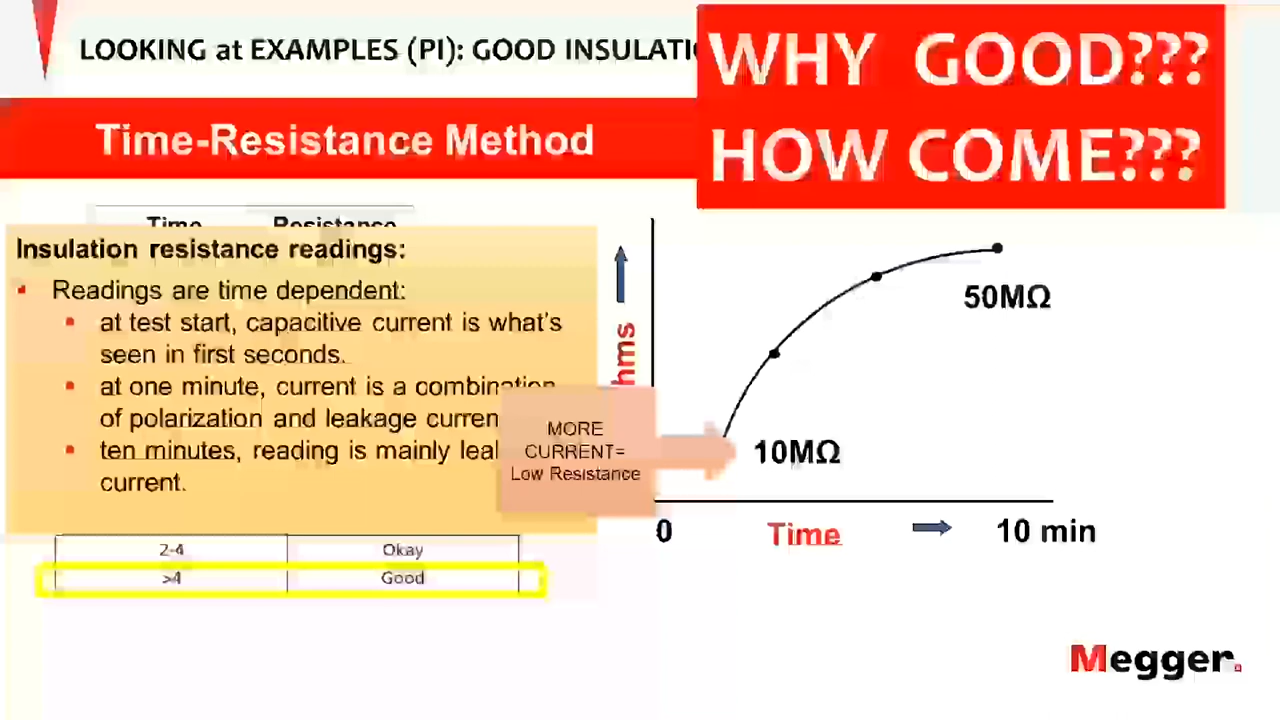 LOOKING at EXAMPLES (PI): GOOD INSULATI
WHY GOOD???
HOW COME???
Time-Resistance Method
Time Resistance
Insulation resistance readings:
Readings are time dependent:
at test start, capacitive current is what's
seen in first seconds.
at one minute, current is a combination
of polarization and leakage curren
ten minutes, reading is mainly leal
current.
MORE
CURRENT=
Low Resistance
2-4 Okay
>4 Good
hms
50MΩ
10MΩ
0 Time 10 min
Megger.